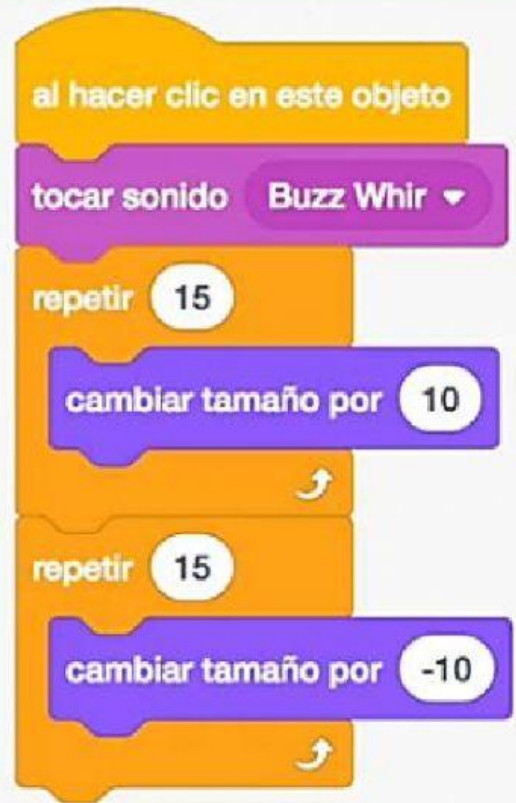 al hacer clic en este objeto
tocar sonido Buzz Whir
repetir 15
cambiar tamaño por 10
repetir 15
cambiar tamaño por -10